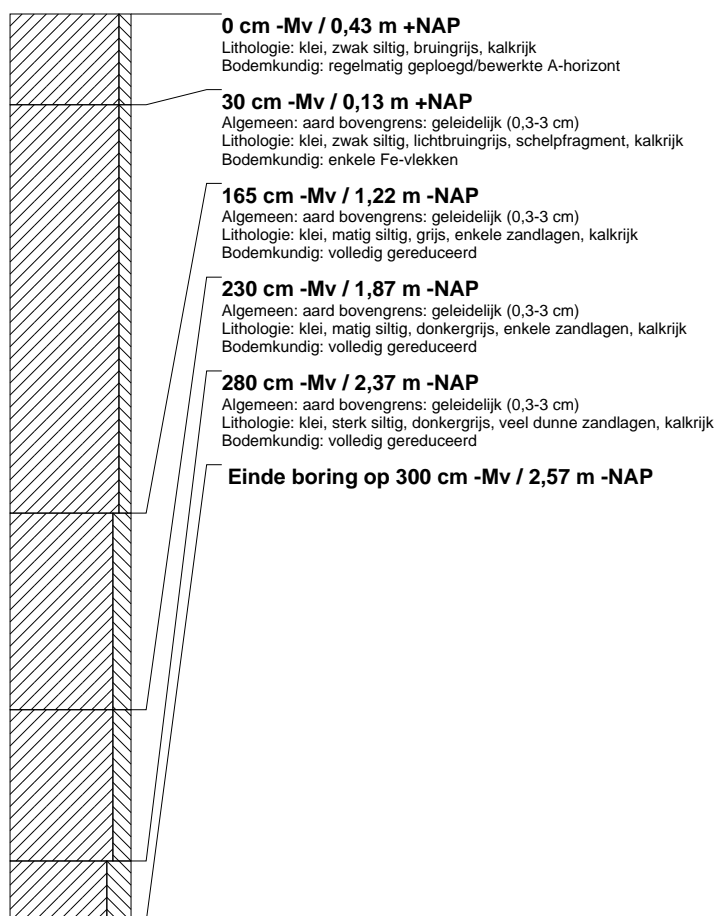 0 cm -Mv / 0,43 m +NAP
Lithologie: klei, zwak siltig, bruingrijs, kalkrijk
Bodemkundig: regelmatig geploegd/bewerkte A-horizont
30 cm -Mv / 0,13 m +NAP
Algemeen: aard bovengrens: geleidelijk (0,3-3 cm)
Lithologie: klei, zwak siltig, lichtbruingrijs, schelpfragment, kalkrijk
Bodemkundig: enkele Fe-vlekken
165 cm -Mv / 1,22 m -NAP
Algemeen: aard bovengrens: geleidelijk (0,3-3 cm)
Lithologie: klei, matig siltig, grijs, enkele zandlagen, kalkrijk
Bodemkundig: volledig gereduceerd
230 cm -Mv / 1,87 m -NAP
Algemeen: aard bovengrens: geleidelijk (0,3-3 cm)
Lithologie: klei, matig siltig, donkergrijs, enkele zandlagen, kalkrijk
Bodemkundig: volledig gereduceerd
280 cm -Mv / 2,37 m -NAP
Algemeen: aard bovengrens: geleidelijk (0,3-3 cm)
Lithologie: klei, sterk siltig, donkergrijs, veel dunne zandlagen, kalkrijk
Bodemkundig: volledig gereduceerd
Einde boring op 300 cm -Mv / 2,57 m -NAP